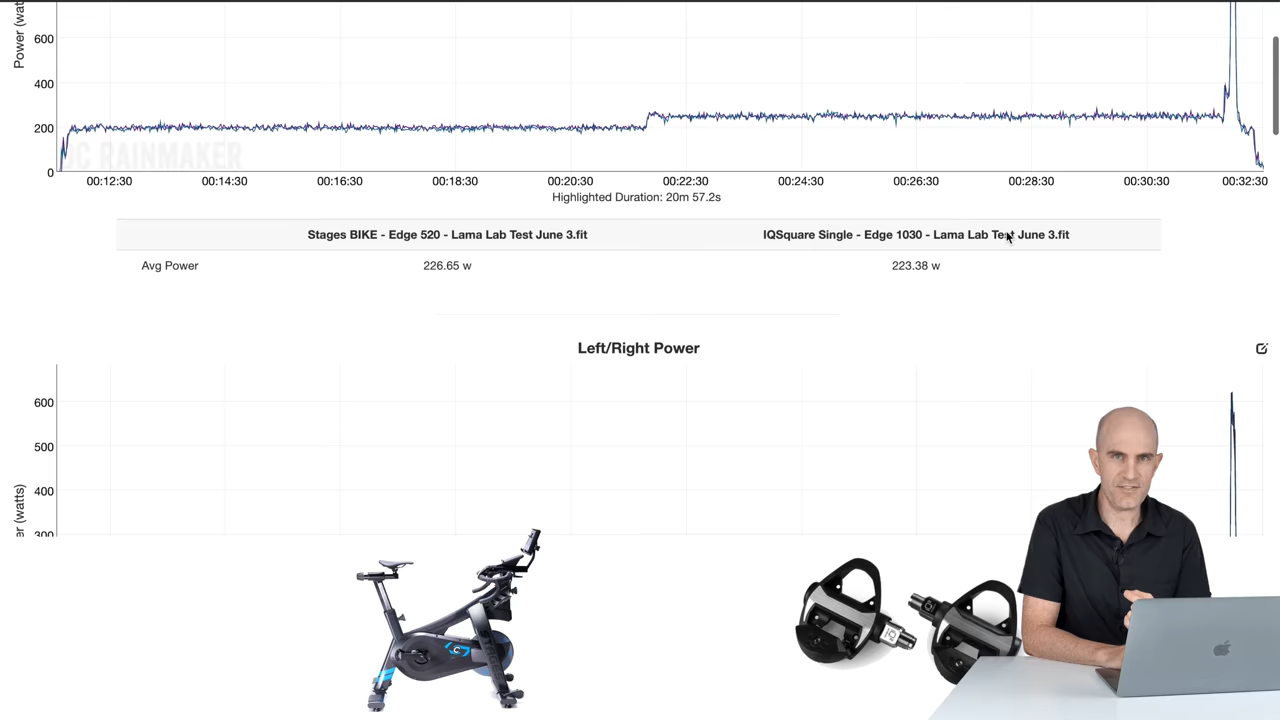 Power (wat
600
400
200
0
DC RAINMAKER
00:12:30 00:14:30 00:16:30 00:18:30 00:20:30 00:22:30 00:24:30 00:26:30 00:28:30 00:30:30 00:32:30
Highlighted Duration: 20m 57.2s
Stages BIKE - Edge 520 - Lama Lab Test June 3.fit IQSquare Single - Edge 1030 - Lama Lab Test June 3.fit
Avg Power 226.65 w 223.38 w
Left/Right Power
er (watts)
600
500
400
300
iQ